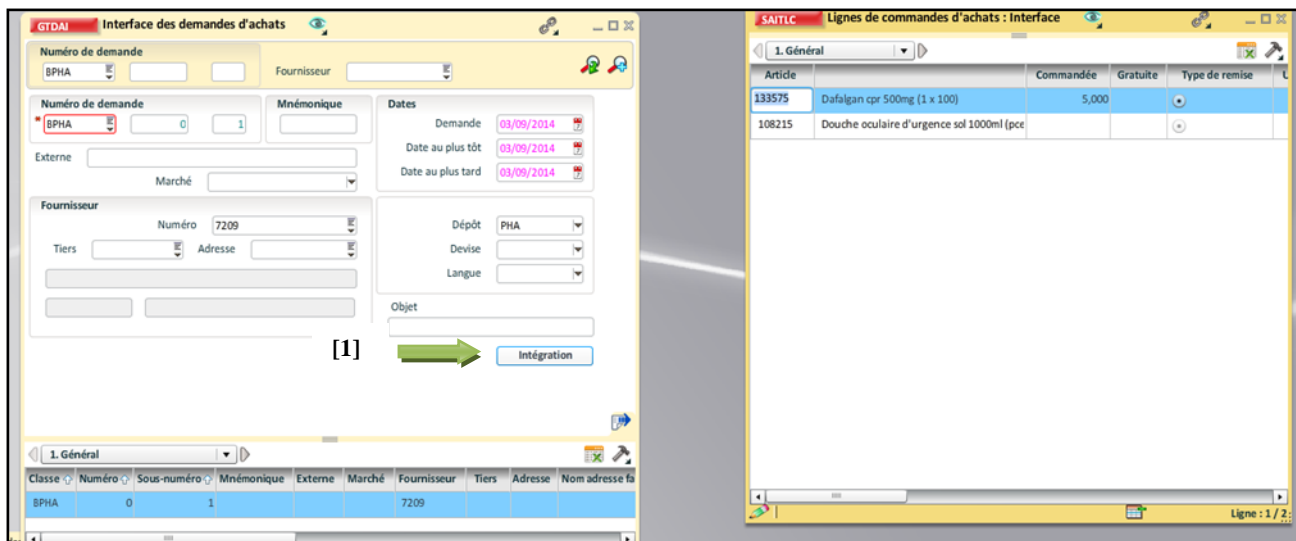 GTDAI Interface des demandes d'achats
Numéro de demande
BPHA Fournisseur
Numéro de demande Mnémonique Dates
* BPHA 0 1 Demande 03/09/2014
Date au plus tôt 03/09/2014
Externe
Date au plus tard 03/09/2014
Marché
Fournisseur
Numéro 7209 Dépôt PHA
Tiers Adresse Devise
Langue
Objet
[1] Intégration
1. Général
Classe Numéro Sous-numéro Mnémonique Externe Marché Fournisseur Tiers Adresse Nom adresse fa
BPHA 0 1 7209
SAITLC Lignes de commandes d'achats : Interface
1. Général
Article Commandée Gratuite Type de remise U
133575 Dafalgan cpr 500mg (1 x 100) 5,000
108215 Douche oculaire d'urgence sol 1000ml (pce
Ligne : 1 / 2